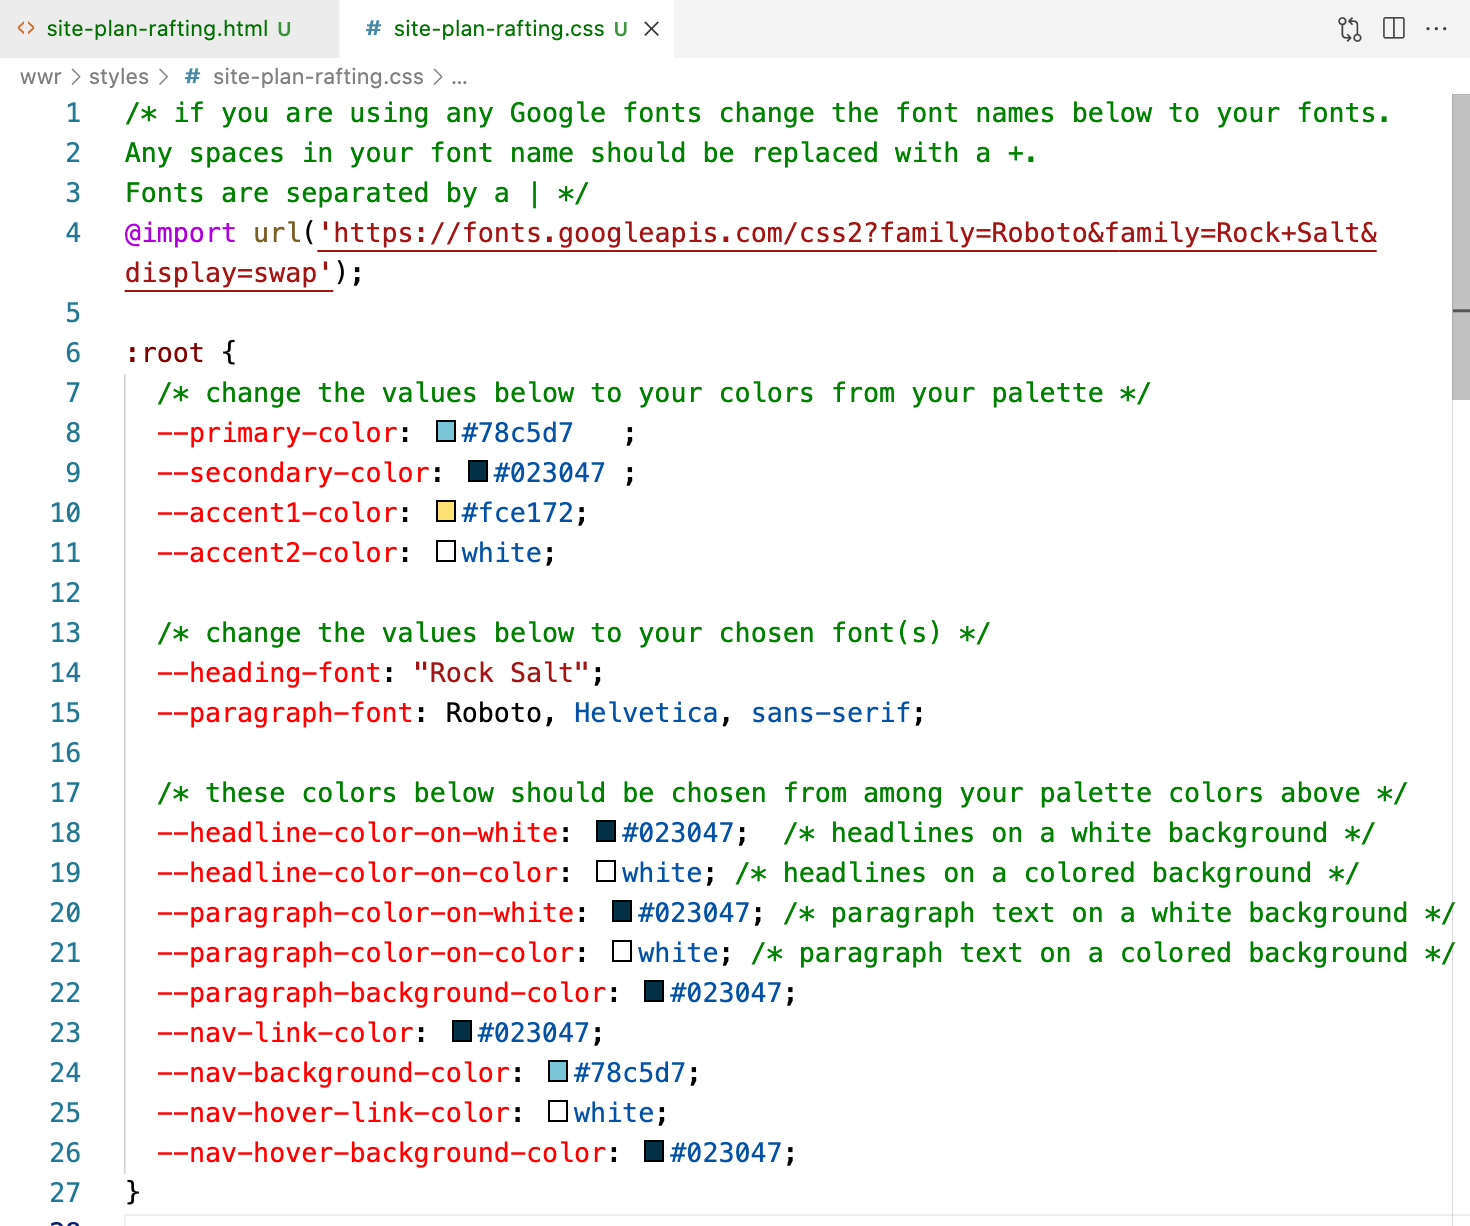 site-plan-rafting.html U
# site-plan-rafting.css U
wwr > styles > # site-plan-rafting.css > ...
1 /* if you are using any Google fonts change the font names below to your fonts.
2 Any spaces in your font name should be replaced with a +.
3 Fonts are separated by a | */
4 @import url('https://fonts.googleapis.com/css2?family=Roboto&family=Rock+Salt&
display=swap');
5
6 :root {
7 /* change the values below to your colors from your palette */
8 --primary-color: #78c5d7   ;
9 --secondary-color: #023047 ;
10 --accent1-color: #fce172;
11 --accent2-color: white;
12
13 /* change the values below to your chosen font(s) */
14 --heading-font: "Rock Salt";
15 --paragraph-font: Roboto, Helvetica, sans-serif;
16
17 /* these colors below should be chosen from among your palette colors above */
18 --headline-color-on-white: #023047;  /* headlines on a white background */
19 --headline-color-on-color: white; /* headlines on a colored background */
20 --paragraph-color-on-white: #023047; /* paragraph text on a white background */
21 --paragraph-color-on-color: white; /* paragraph text on a colored background */
22 --paragraph-background-color: #023047;
23 --nav-link-color: #023047;
24 --nav-background-color: #78c5d7;
25 --nav-hover-link-color: white;
26 --nav-hover-background-color: #023047;
27 }
28